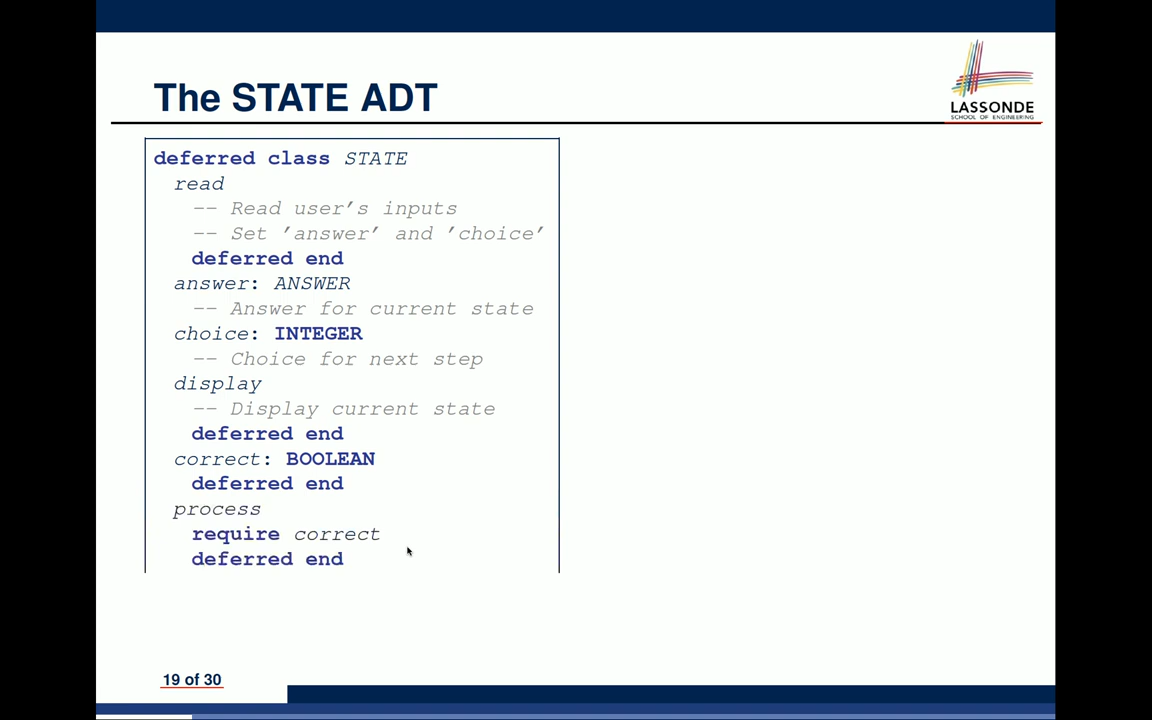 The STATE ADT
LASSONDE
SCHOOL OF ENGINEERING
deferred class STATE
read
-- Read user's inputs
-- Set 'answer' and 'choice'
deferred end
answer: ANSWER
-- Answer for current state
choice: INTEGER
-- Choice for next step
display
-- Display current state
deferred end
correct: BOOLEAN
deferred end
process
require correct
deferred end
19 of 30